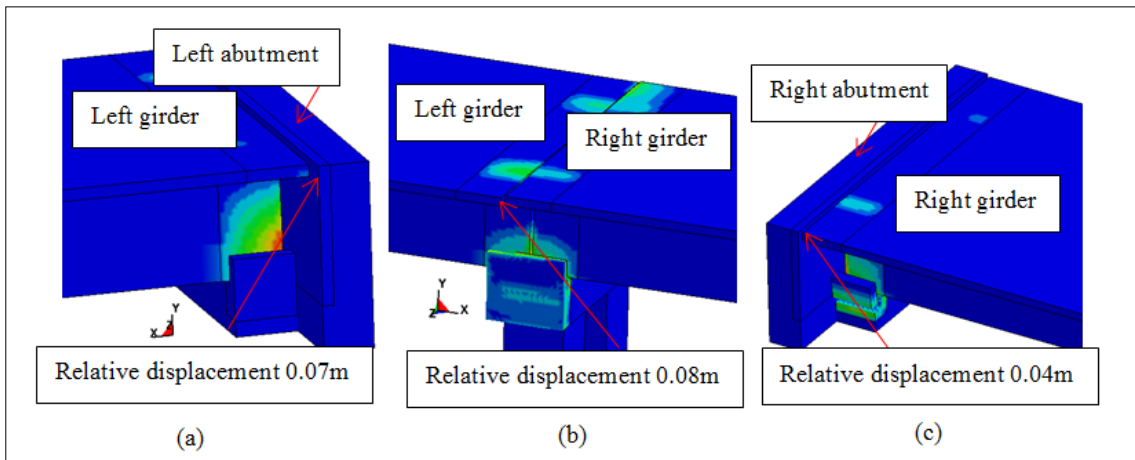 Left abutment
Left girder
Y
X
Z
Relative displacement 0.07m
(a)
Left girder
Right girder
Y
Z
X
Relative displacement 0.08m
(b)
Right abutment
Right girder
Y
X
Z
Relative displacement 0.04m
(c)